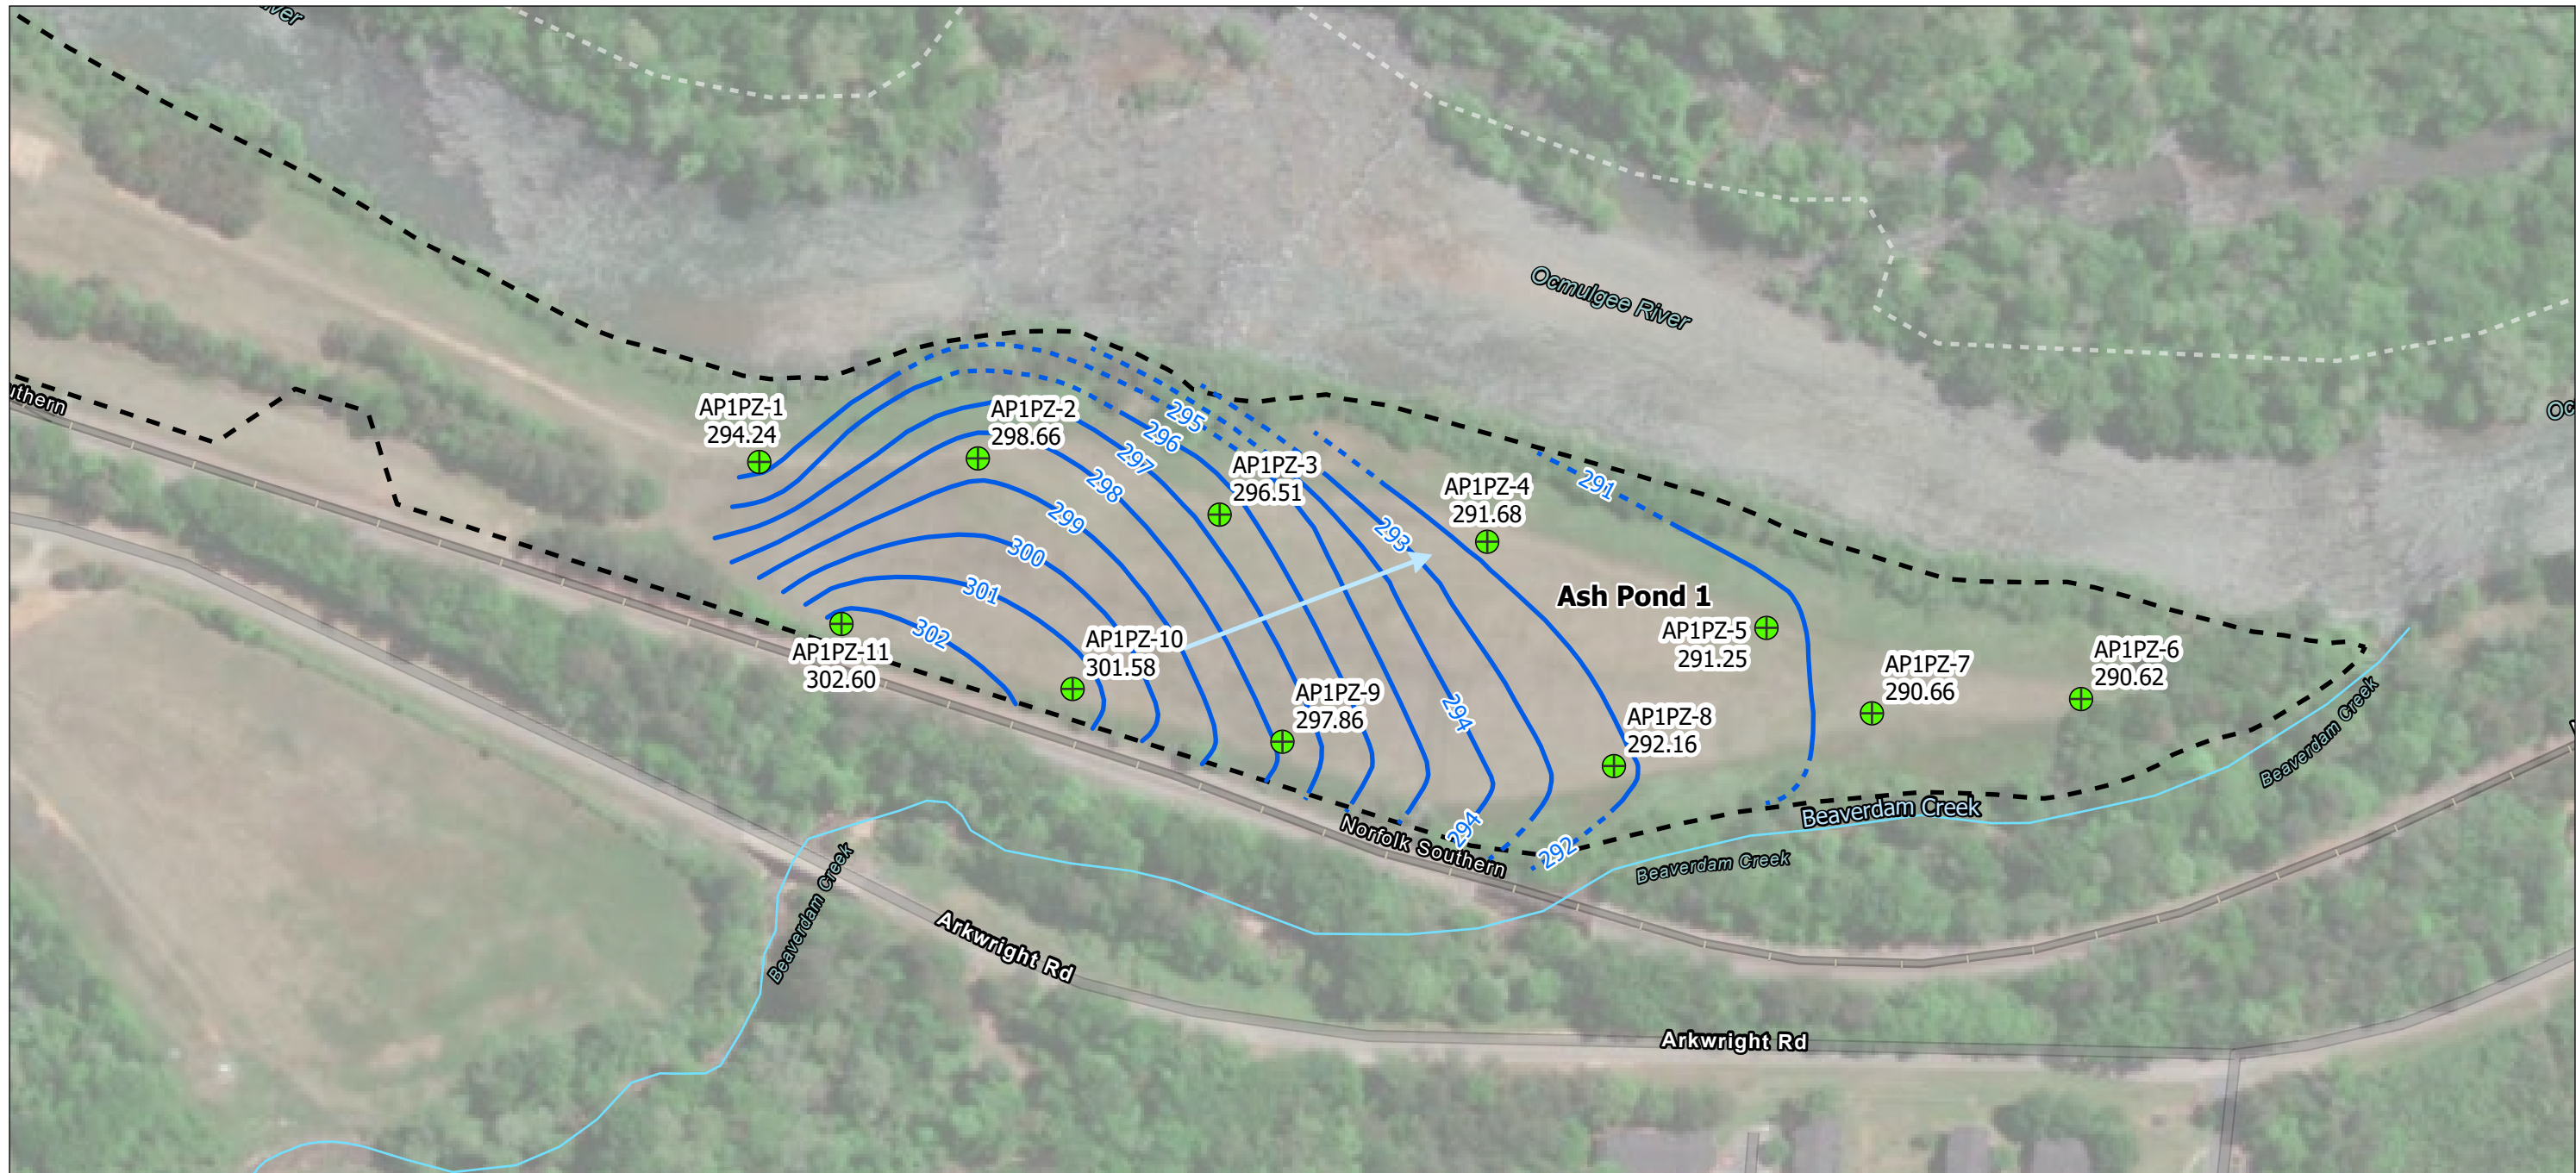 Ocmulgee River
uthern
AP1PZ-1
294.24
AP1PZ-2
298.66
295
296
297
298
299
300
301
302
AP1PZ-3
296.51
293
AP1PZ-4
291.68
291
Ash Pond 1
AP1PZ-5
291.25
AP1PZ-6
290.62
AP1PZ-7
290.66
AP1PZ-11
302.60
AP1PZ-10
301.58
AP1PZ-9
297.86
294
AP1PZ-8
292.16
294
292
Norfolk Southern
Beaverdam Creek
Beaverdam Creek
Beaverdam Creek
Beaverdam Creek
Arkwright Rd
Arkwright Rd